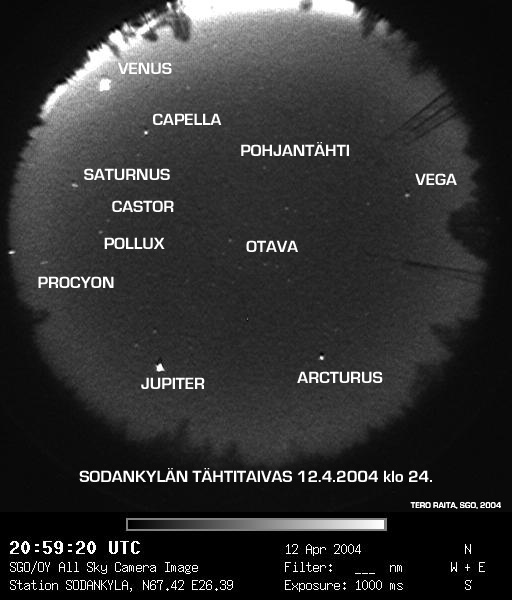 VENUS
CAPELLA
POHJANTÄHTI
SATURNUS
VEGA
CASTOR
POLLUX
OTAVA
PROCYON
JUPITER
ARCTURUS
SODANKYLÄN TÄHTITAIVAS 12.4.2004 klo 24.
TERO RAITA, SGO, 2004
20:59:20 UTC
SGO/OY All Sky Camera Image
Station SODANKYLA, N67.42 E26.39
12 Apr 2004
Filter: ___ nm
Exposure: 1000 ms
N
W + E
S